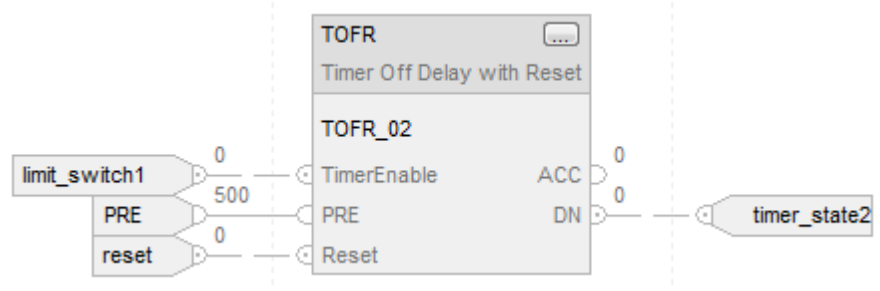 TOFR ...
Timer Off Delay with Reset
TOFR_02
limit_switch1 0 TimerEnable ACC 0
PRE 500 PRE DN 0 timer_state2
reset 0 Reset